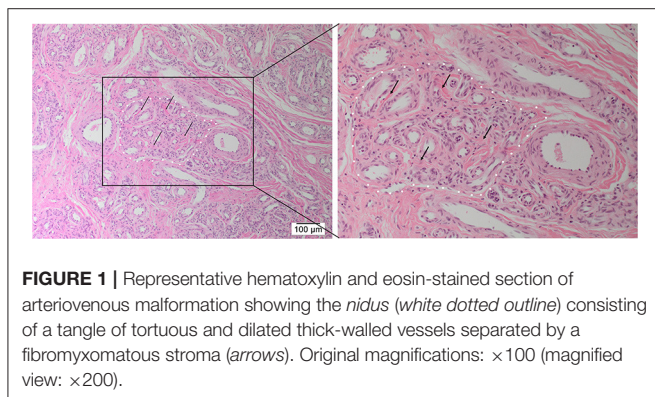 100 µm
FIGURE 1 | Representative hematoxylin and eosin-stained section of
arteriovenous malformation showing the nidus (white dotted outline) consisting
of a tangle of tortuous and dilated thick-walled vessels separated by a
fibromyxomatous stroma (arrows). Original magnifications: ×100 (magnified
view: ×200).